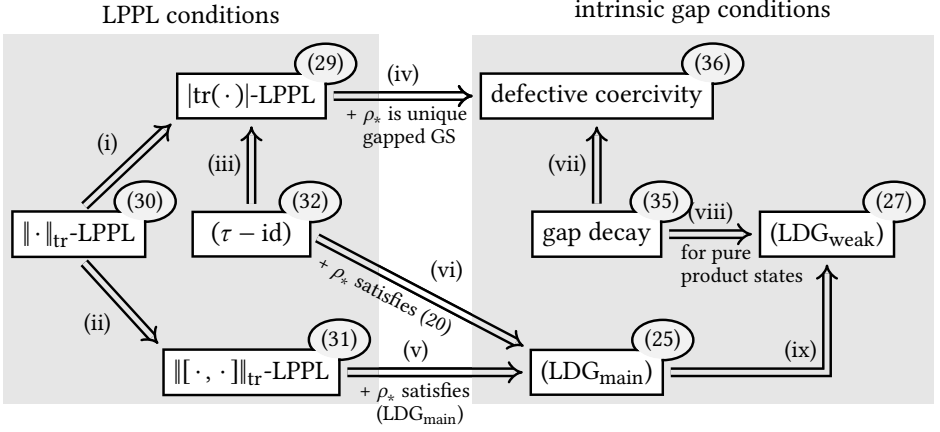 LPPL conditions
intrinsic gap conditions
(29)
|tr( · )|-LPPL
(iv)
+ ρ* is unique
gapped GS
(36)
defective coercivity
(i)
(iii)
(vii)
(30)
‖ · ‖tr-LPPL
(32)
(τ − id)
(vi)
+ ρ* satisfies (20)
(35)
gap decay
(viii)
for pure
product states
(27)
(LDGweak)
(ii)
(31)
‖[ · , · ]‖tr-LPPL
(v)
+ ρ* satisfies
(LDGmain)
(25)
(LDGmain)
(ix)